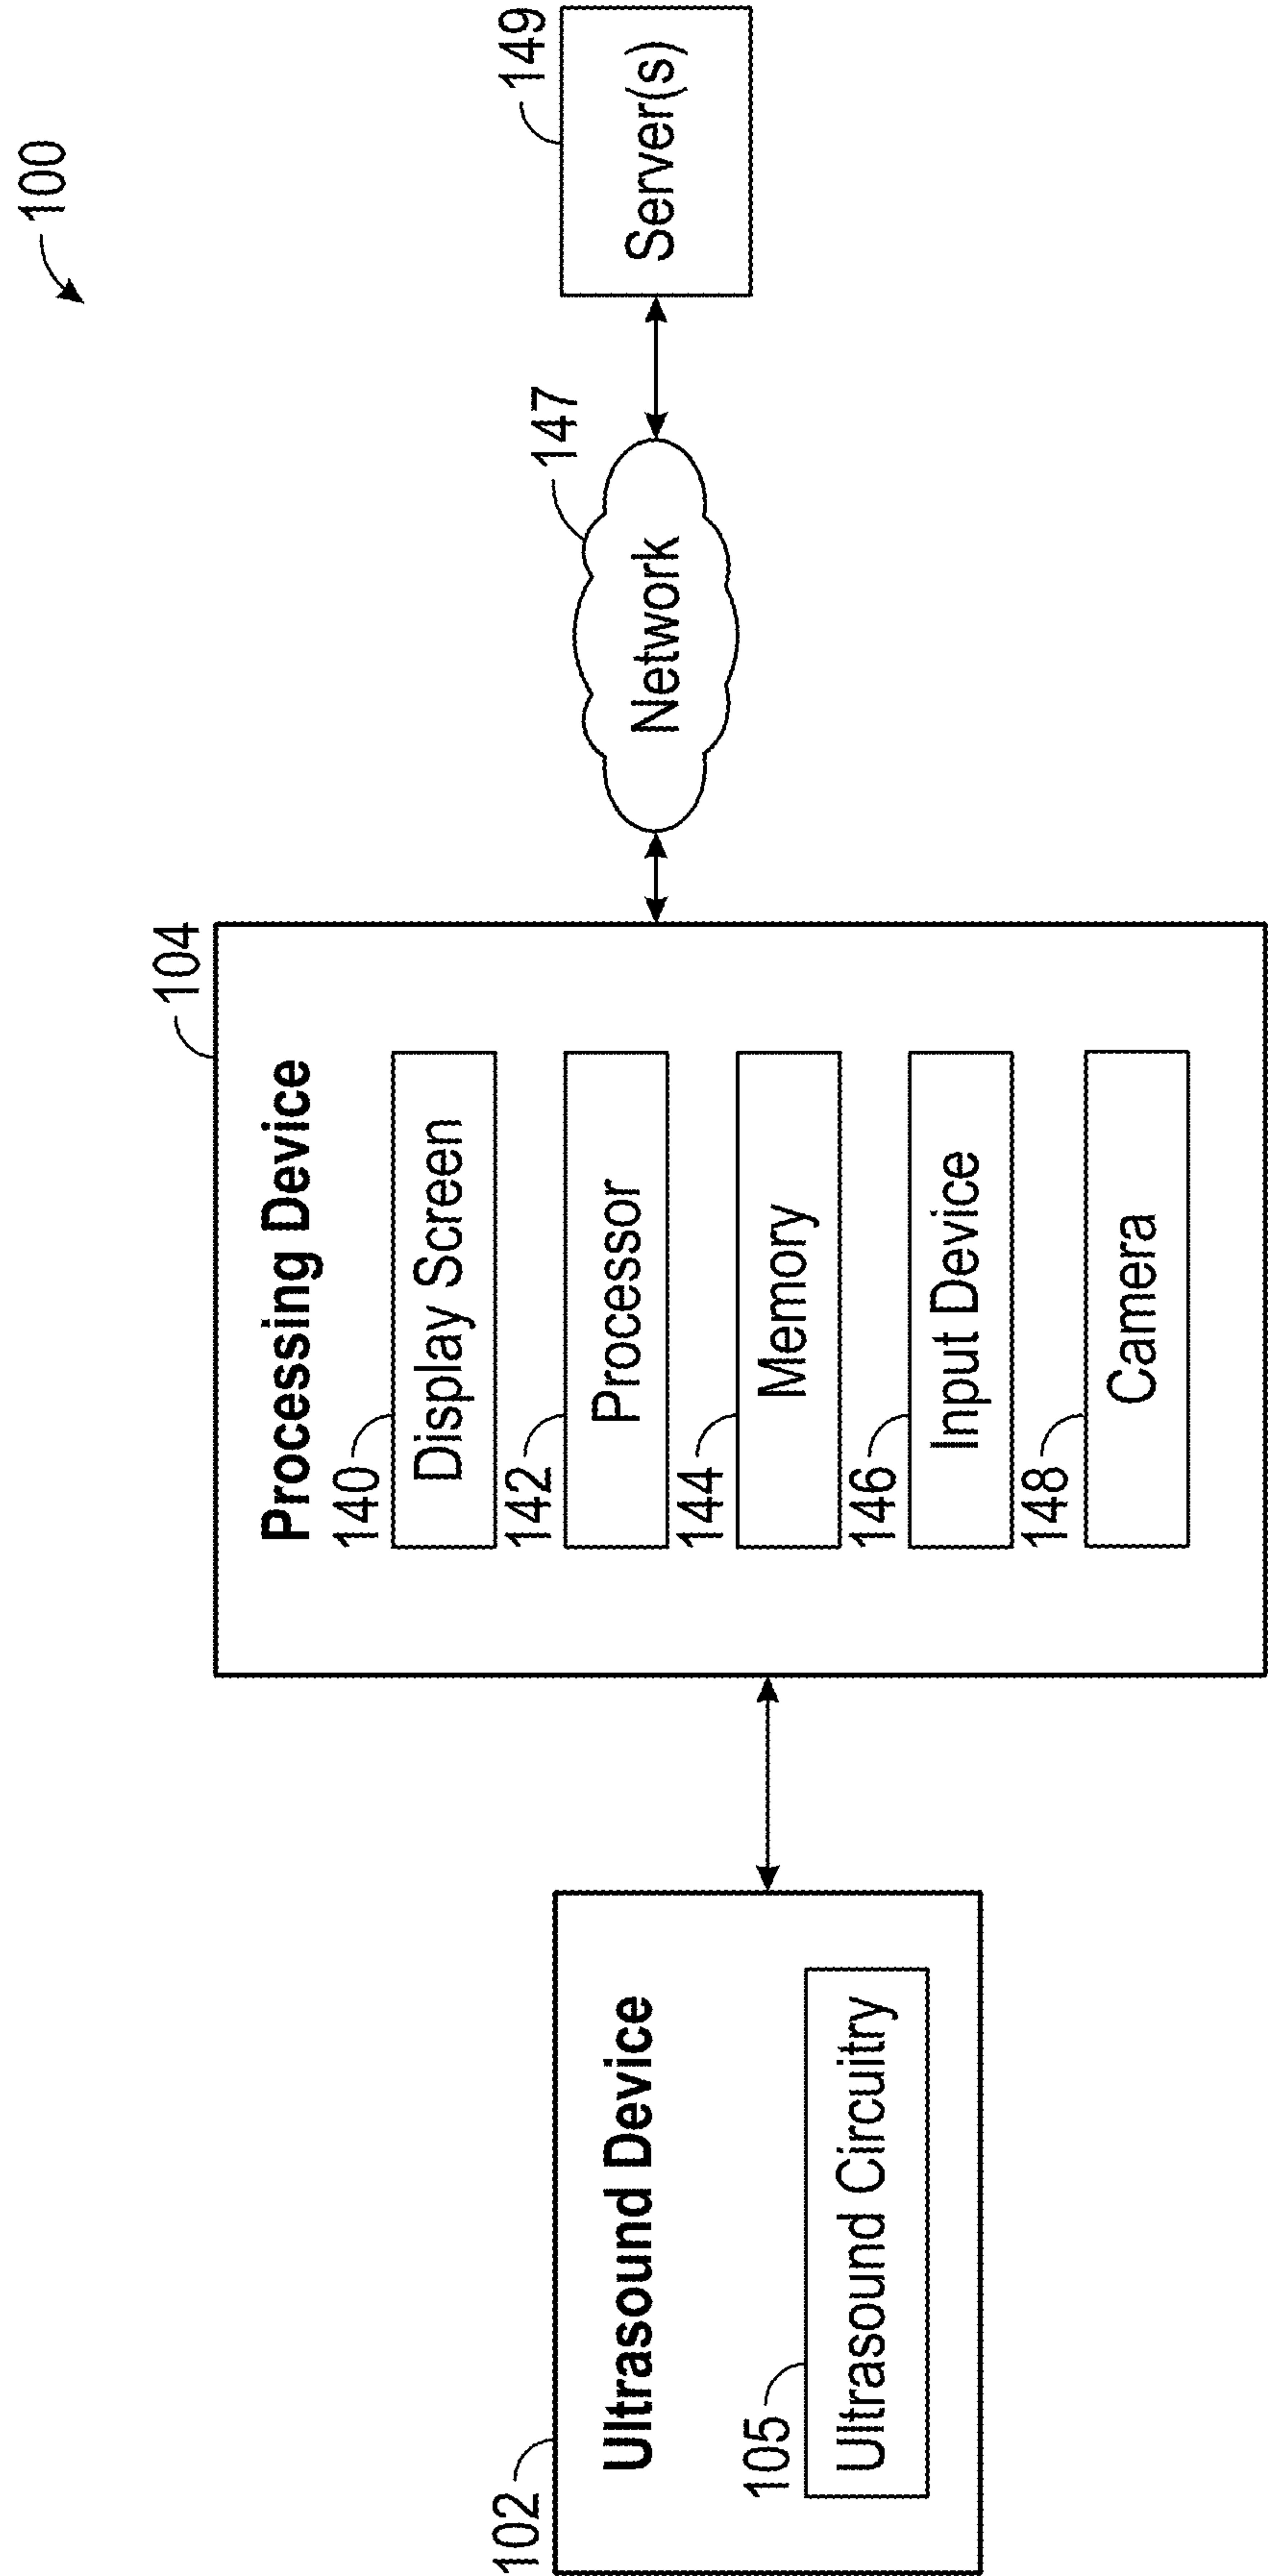 100
102
Ultrasound Device
105
Ultrasound Circuitry
104
Processing Device
140
Display Screen
142
Processor
144
Memory
146
Input Device
148
Camera
147
Network
149
Server(s)